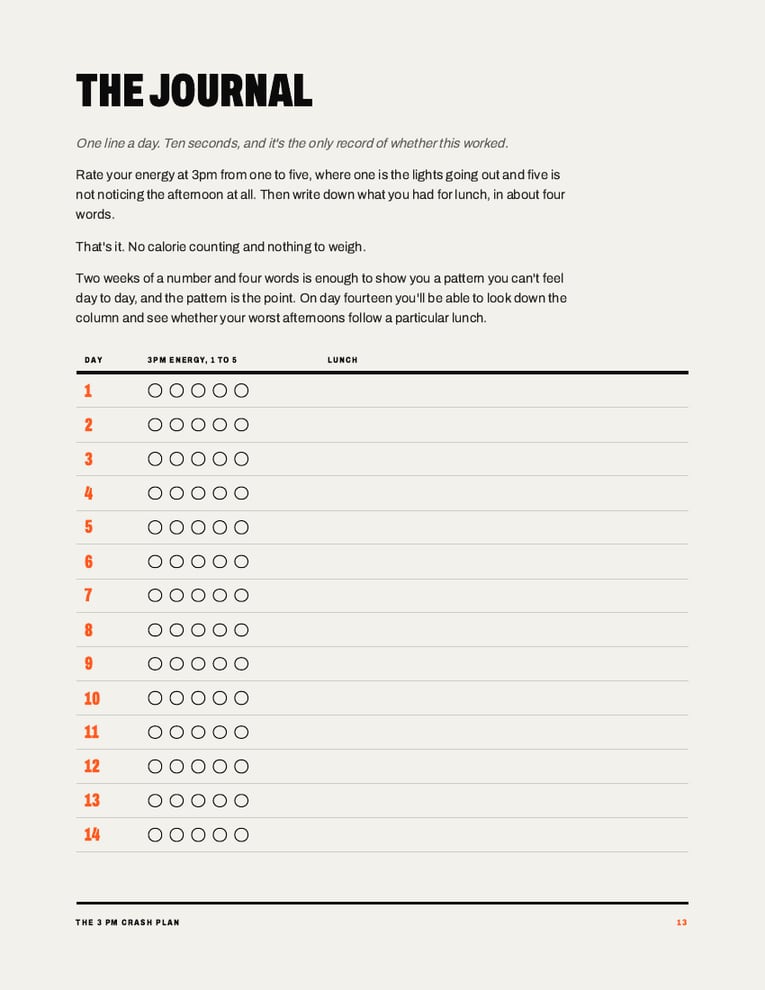 THE JOURNAL
One line a day. Ten seconds, and it's the only record of whether this worked.
Rate your energy at 3pm from one to five, where one is the lights going out and five is
not noticing the afternoon at all. Then write down what you had for lunch, in about four
words.
That's it. No calorie counting and nothing to weigh.
Two weeks of a number and four words is enough to show you a pattern you can't feel
day to day, and the pattern is the point. On day fourteen you'll be able to look down the
column and see whether your worst afternoons follow a particular lunch.
DAY 3PM ENERGY, 1 TO 5 LUNCH
1
2
3
4
5
6
7
8
9
10
11
12
13
14
THE 3 PM CRASH PLAN 13